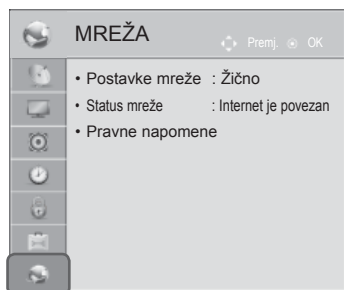 MREŽA
Premj. OK
• Postavke mreže : Žično
• Status mreže : Internet je povezan
• Pravne napomene